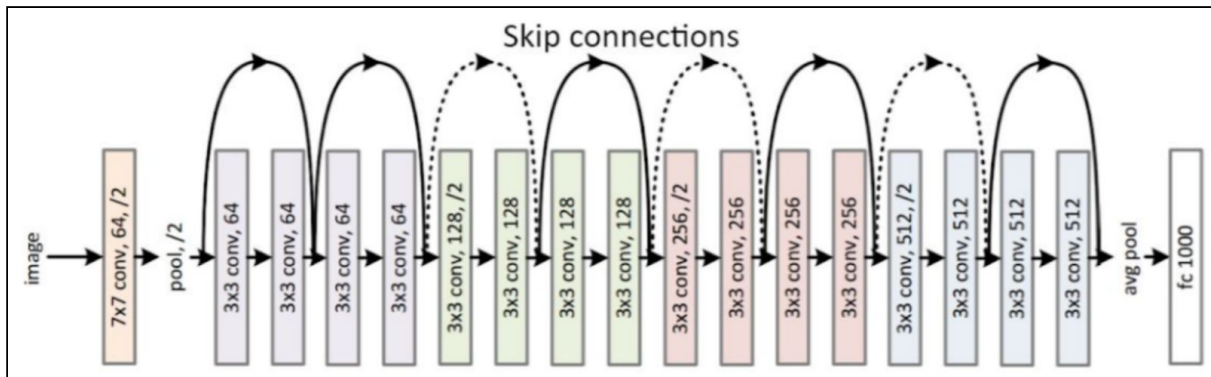 Skip connections
image
7x7 conv, 64, /2
pool, /2
3x3 conv, 64
3x3 conv, 64
3x3 conv, 64
3x3 conv, 64
3x3 conv, 128, /2
3x3 conv, 128
3x3 conv, 128
3x3 conv, 128
3x3 conv, 256, /2
3x3 conv, 256
3x3 conv, 256
3x3 conv, 256
3x3 conv, 512, /2
3x3 conv, 512
3x3 conv, 512
3x3 conv, 512
avg pool
fc 1000